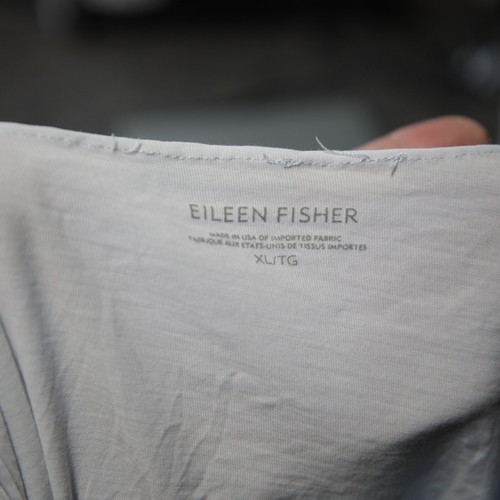 EILEEN FISHER
MADE IN USA OF IMPORTED FABRIC
FABRIQUE AUX ETATS-UNIS DE TISSUS IMPORTES
XL/TG